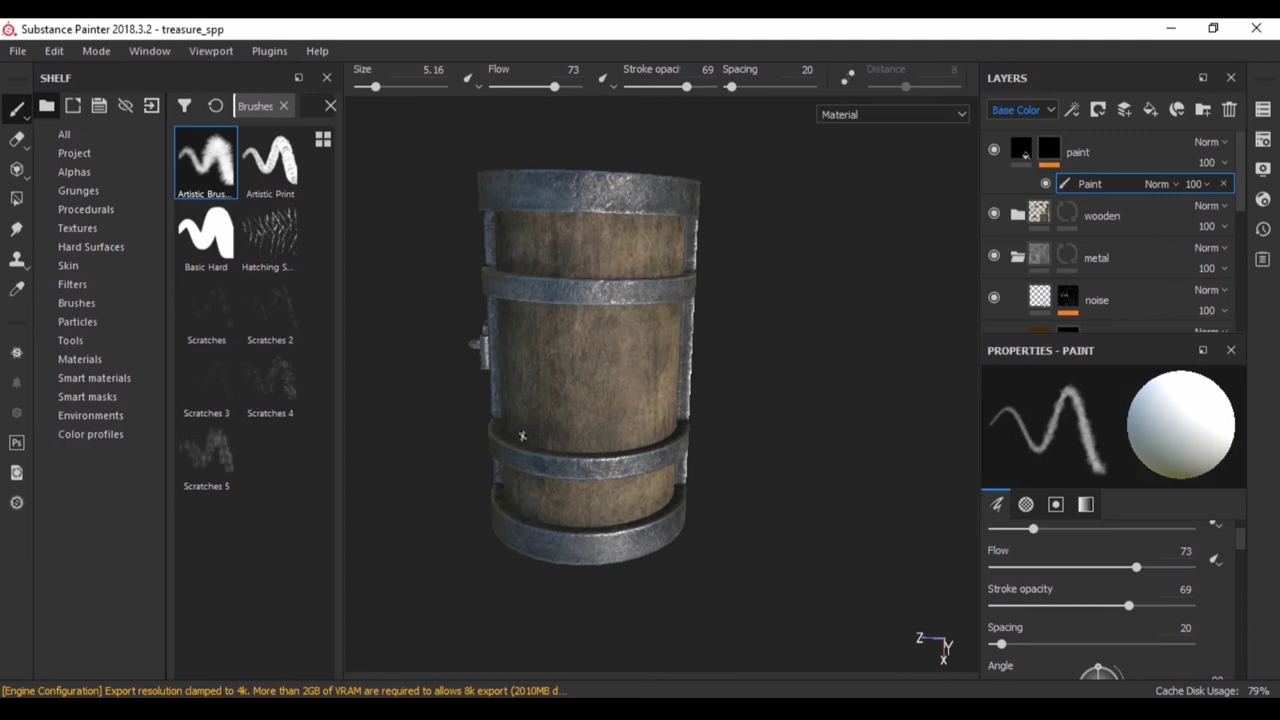 Substance Painter 2018.3.2 - treasure_spp
File Edit Mode Window Viewport Plugins Help
SHELF
Size 5.16 Flow 73 Stroke opaci 69 Spacing 20 Distance 8
LAYERS
Brushes
Material
Base Color
All
Project
Alphas
Grunges
Procedurals
Textures
Hard Surfaces
Skin
Filters
Brushes
Particles
Tools
Materials
Smart materials
Smart masks
Environments
Color profiles
Artistic Brus... Artistic Print
Basic Hard Hatching S...
Scratches Scratches 2
Scratches 3 Scratches 4
Scratches 5
paint Norm
100
Paint Norm 100
wooden Norm
100
metal Norm
100
noise Norm
100
Norm
PROPERTIES - PAINT
Flow 73
Stroke opacity 69
Spacing 20
Angle
Z Y
X
Ps
[Engine Configuration] Export resolution clamped to 4k. More than 2GB of VRAM are required to allows 8k export (2010MB d...
Cache Disk Usage: 79%